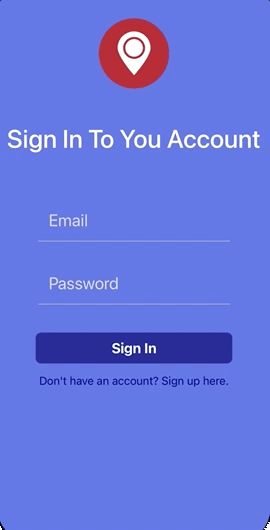 Sign In To You Account
Email
Password
Sign In
Don't have an account? Sign up here.